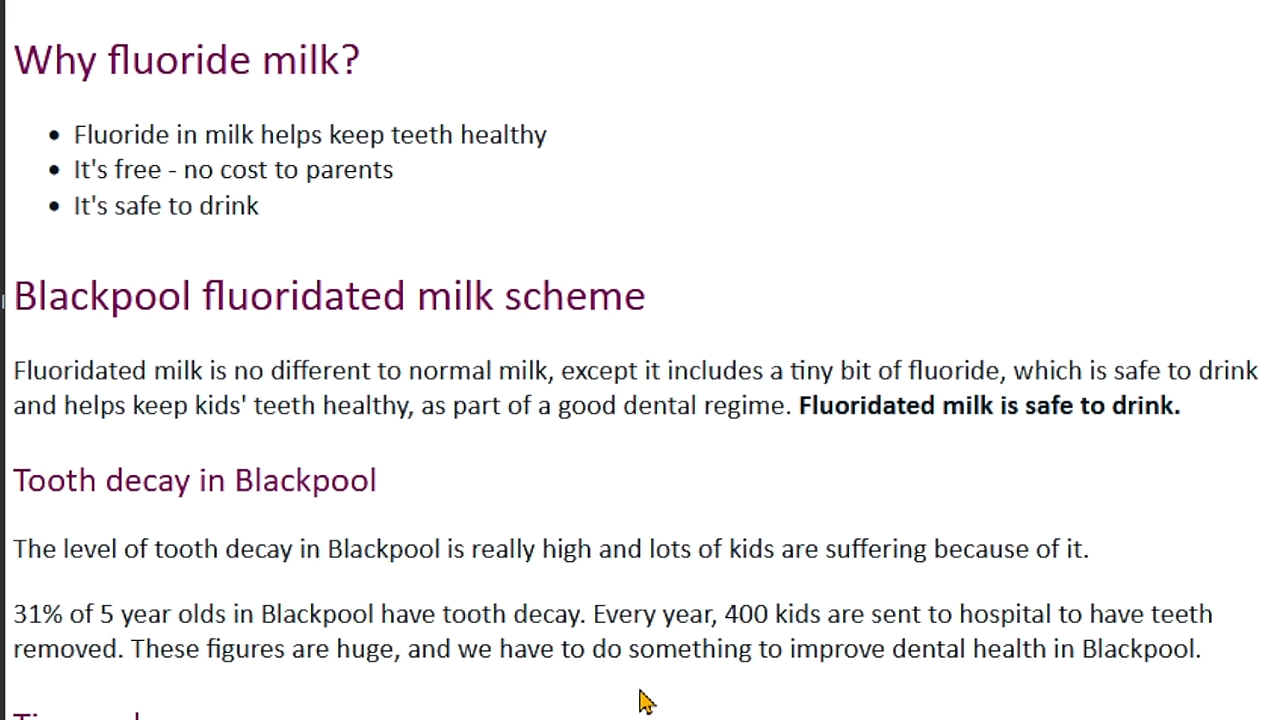 Why fluoride milk?
• Fluoride in milk helps keep teeth healthy
• It's free - no cost to parents
• It's safe to drink
Blackpool fluoridated milk scheme
Fluoridated milk is no different to normal milk, except it includes a tiny bit of fluoride, which is safe to drink
and helps keep kids' teeth healthy, as part of a good dental regime. Fluoridated milk is safe to drink.
Tooth decay in Blackpool
The level of tooth decay in Blackpool is really high and lots of kids are suffering because of it.
31% of 5 year olds in Blackpool have tooth decay. Every year, 400 kids are sent to hospital to have teeth
removed. These figures are huge, and we have to do something to improve dental health in Blackpool.